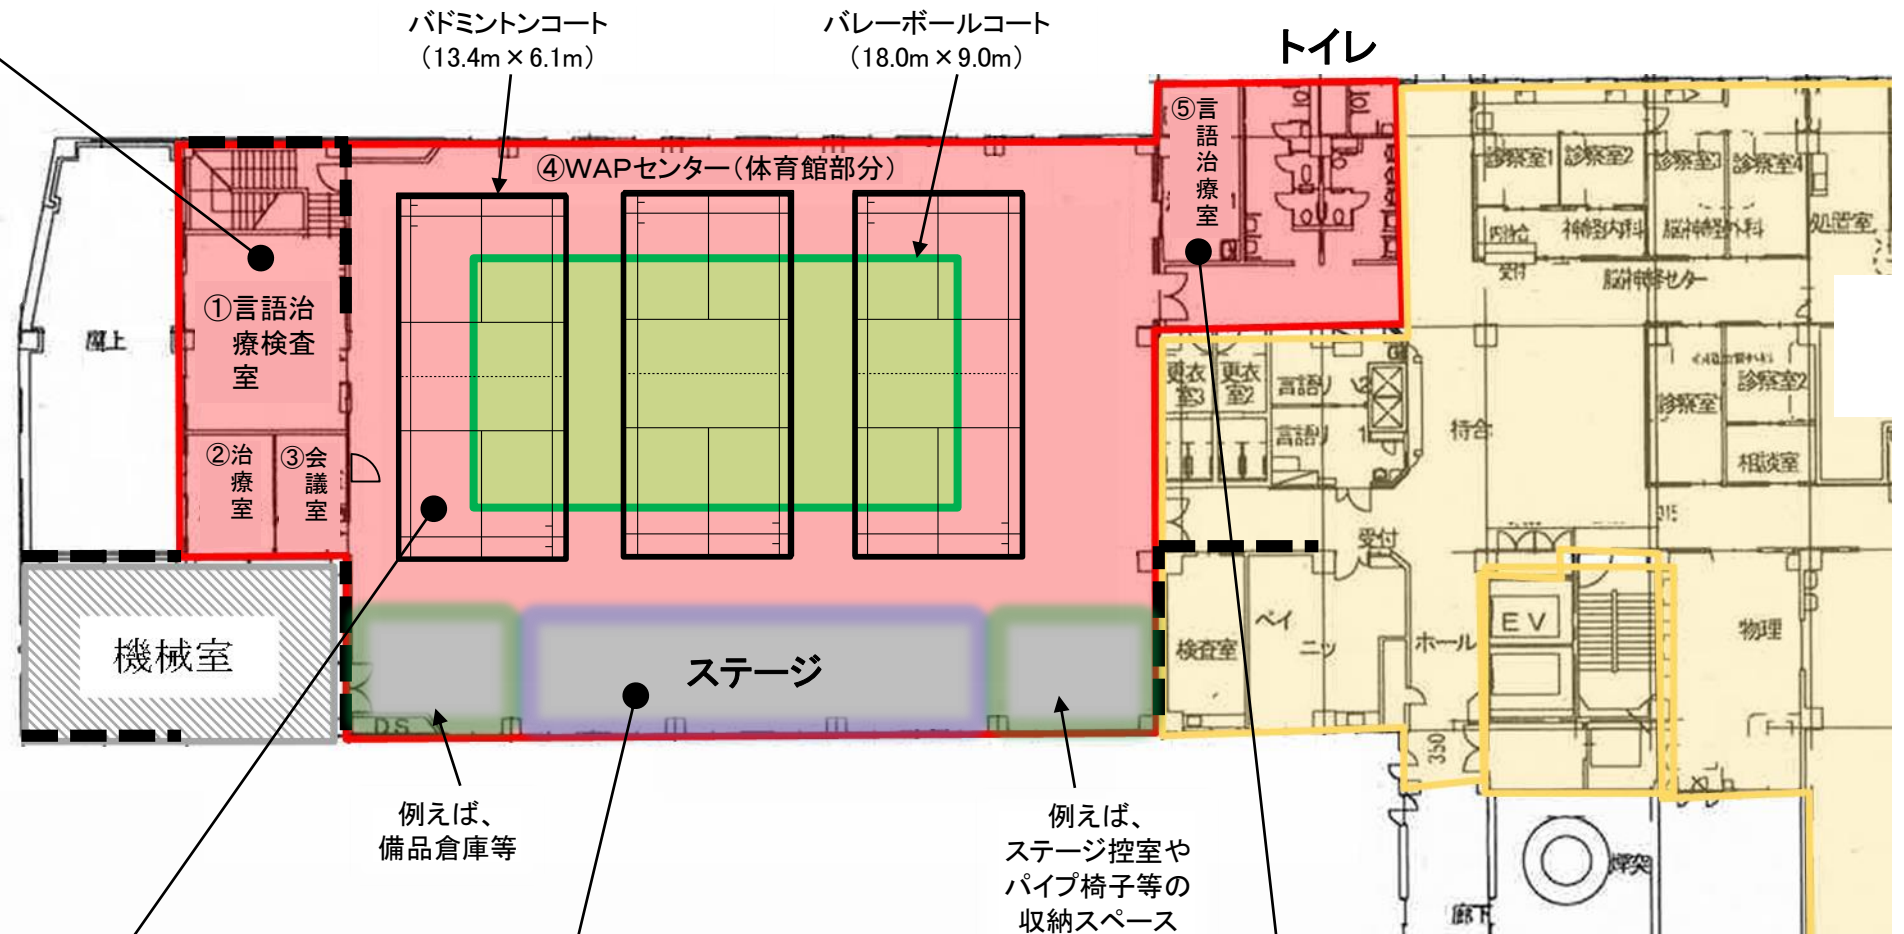 バドミントンコート
（13.4m×6.1m）
バレーボールコート
（18.0m×9.0m）
トイレ
④WAPセンター（体育館部分）
⑤言
語
治
療
室
①言語治
療検査
室
②治
療
室
③会
議
室
屋上
機械室
ステージ
D.S
例えば、
備品倉庫等
例えば、
ステージ控室や
パイプ椅子等の
収納スペース
診察室1
診察室2
診察室3
診察室4
処置室
内待合
神経内科
脳神経外科
受付
脳神経センター
更衣
室3
更衣
室2
言語
言語
待合
診察室
診察室2
相談室
受付
検査室
ベイ
ニッ
ホール
EV
物理
350
煙突
廊下